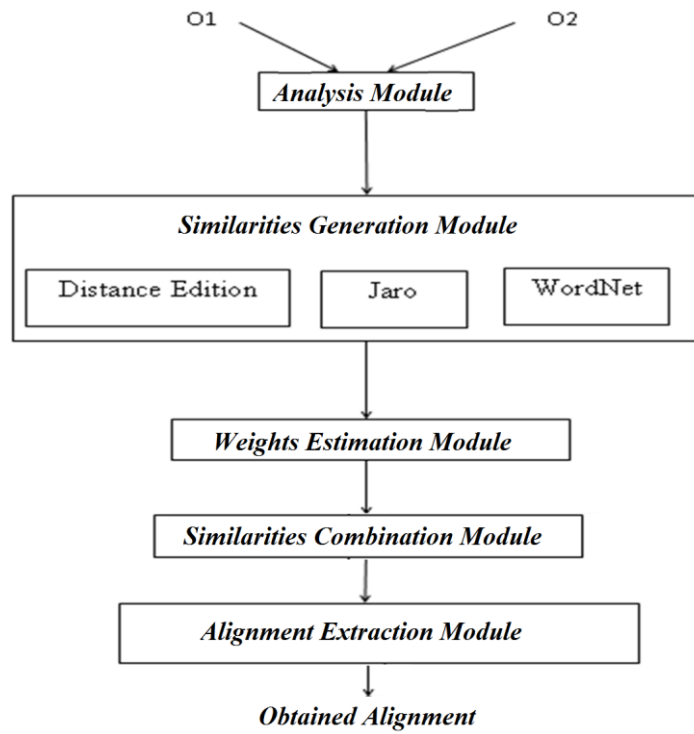 O1 O2
Analysis Module
Similarities Generation Module
Distance Edition Jaro WordNet
Weights Estimation Module
Similarities Combination Module
Alignment Extraction Module
Obtained Alignment